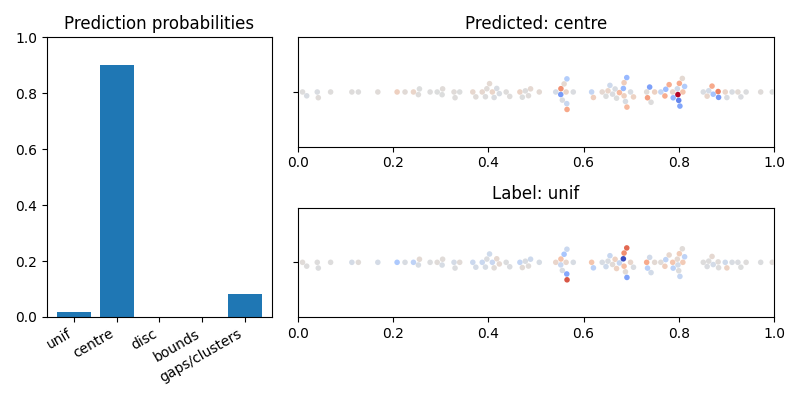 Prediction probabilities
1.0
0.8
0.6
0.4
0.2
0.0
unif
centre
disc
bounds
gaps/clusters
Predicted: centre
0.0 0.2 0.4 0.6 0.8 1.0
Label: unif
0.0 0.2 0.4 0.6 0.8 1.0